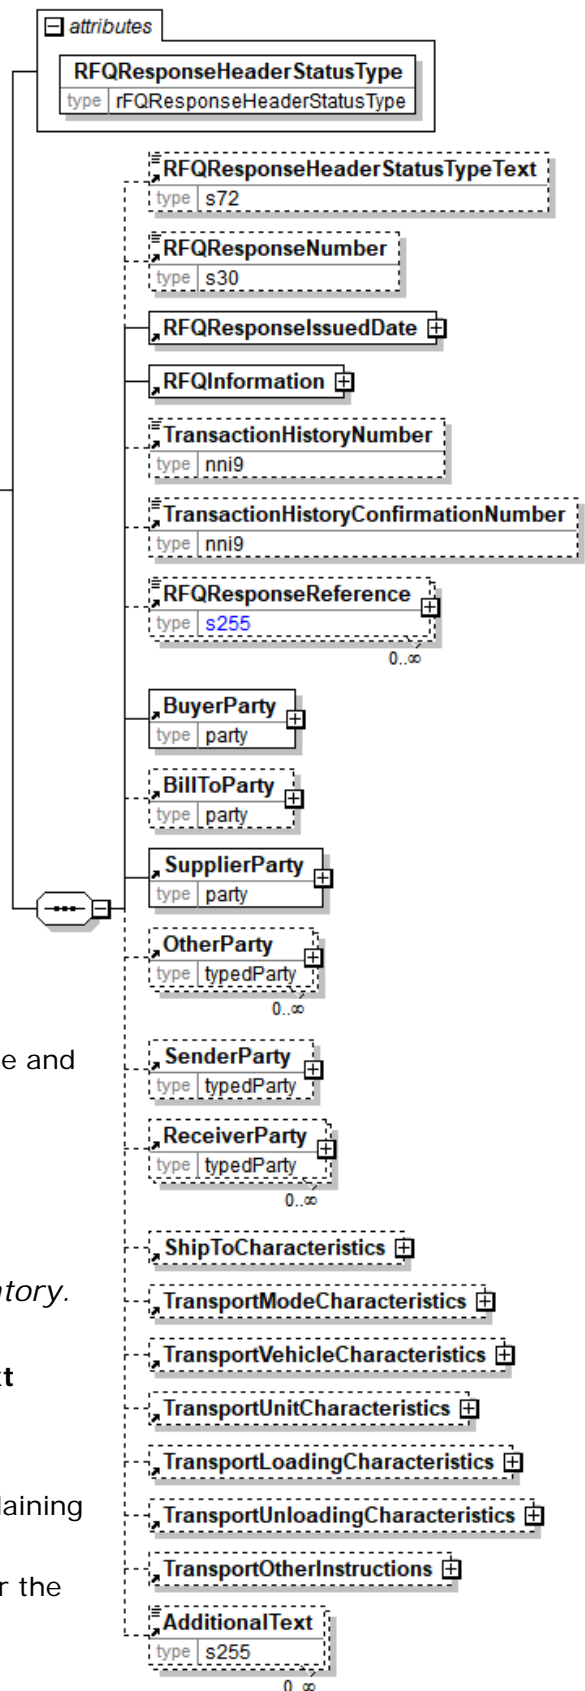 attributes
RFQResponseHeaderStatusType
type rFQResponseHeaderStatusType
RFQResponseHeaderStatusTypeText
type s72
RFQResponseNumber
type s30
RFQResponseIssuedDate
RFQInformation
TransactionHistoryNumber
type nni9
TransactionHistoryConfirmationNumber
type nni9
RFQResponseReference
type s255
0..∞
BuyerParty
type party
BillToParty
type party
SupplierParty
type party
OtherParty
type typedParty
0..∞
e and
SenderParty
type typedParty
ReceiverParty
type typedParty
0..∞
ShipToCharacteristics
ntory.
TransportModeCharacteristics
TransportVehicleCharacteristics
xt
TransportUnitCharacteristics
TransportLoadingCharacteristics
laining
TransportUnloadingCharacteristics
TransportOtherInstructions
r the
AdditionalText
type s255
0..∞